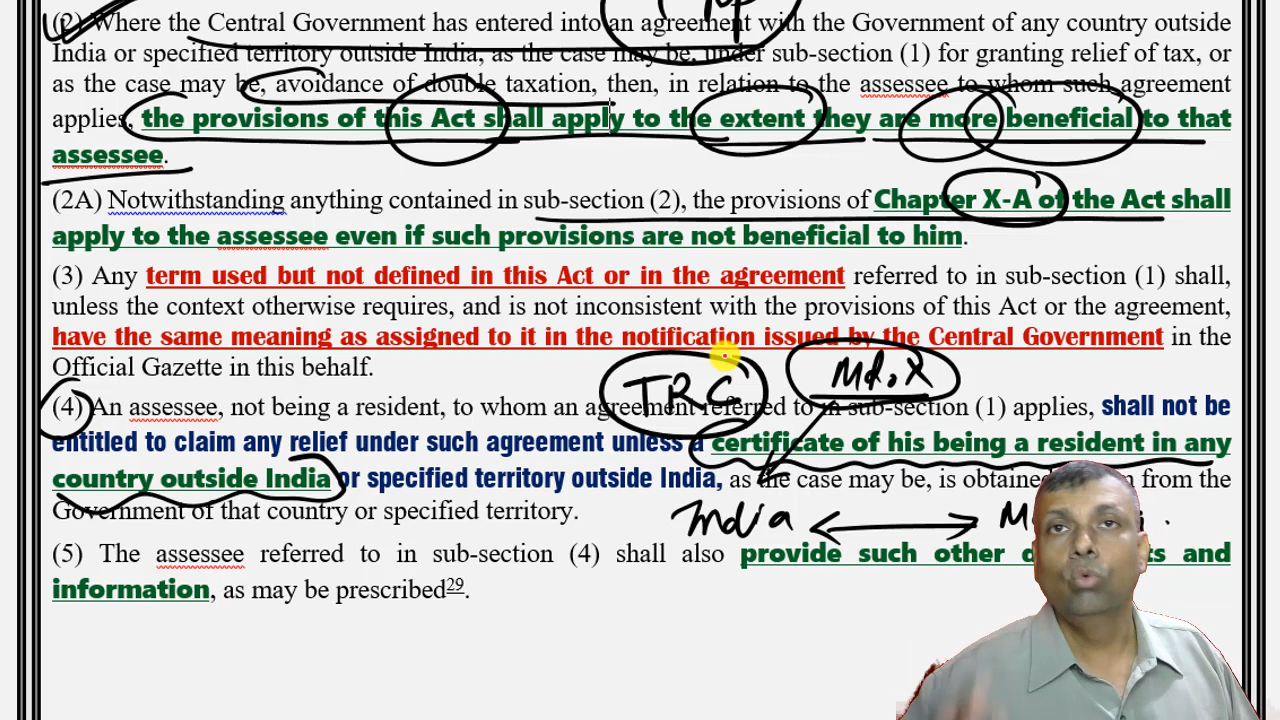 (2) Where the Central Government has entered into an agreement with the Government of any country outside
India or specified territory outside India, as the case may be, under sub-section (1) for granting relief of tax, or
as the case may be, avoidance of double taxation, then, in relation to the assessee to whom such agreement
applies, the provisions of this Act shall apply to the extent they are more beneficial to that
assessee.
(2A) Notwithstanding anything contained in sub-section (2), the provisions of Chapter X-A of the Act shall
apply to the assessee even if such provisions are not beneficial to him.
(3) Any term used but not defined in this Act or in the agreement referred to in sub-section (1) shall,
unless the context otherwise requires, and is not inconsistent with the provisions of this Act or the agreement,
have the same meaning as assigned to it in the notification issued by the Central Government in the
Official Gazette in this behalf.
TRC Md. X
(4) An assessee, not being a resident, to whom an agreement referred to in sub-section (1) applies, shall not be
entitled to claim any relief under such agreement unless a certificate of his being a resident in any
country outside India or specified territory outside India, as the case may be, is obtained from the
Government of that country or specified territory.
India
(5) The assessee referred to in sub-section (4) shall also provide such other and
information, as may be prescribed29.